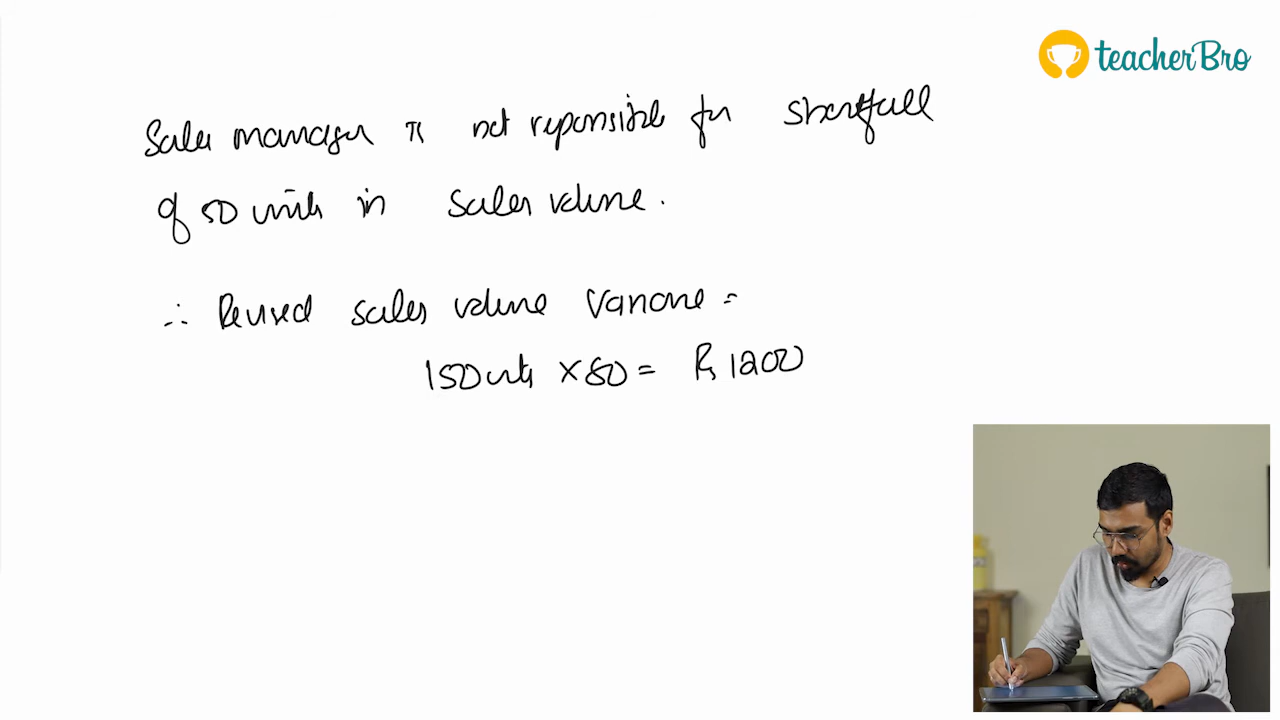 teacherBro
Sales manager is not reponsible for shortfall
of 50 units in sales volume.
∴ Revised sales volume variance =
150 units × 80 = Rs 1200